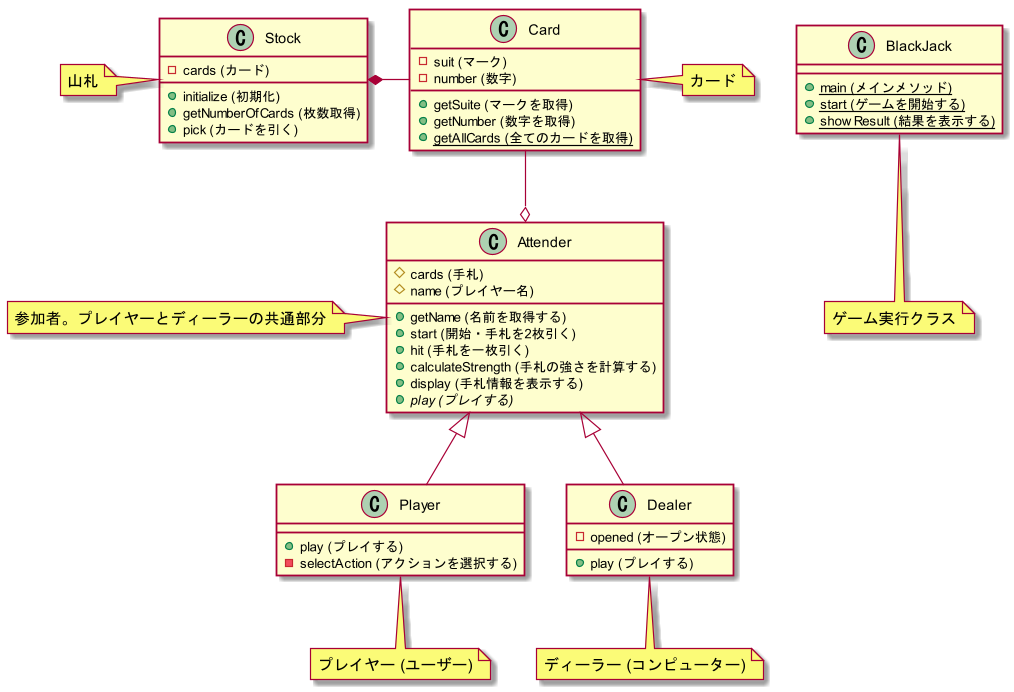 C Stock
cards (カード)
initialize (初期化)
getNumberOfCards (枚数取得)
pick (カードを引く)
山札
C Card
suit (マーク)
number (数字)
getSuite (マークを取得)
getNumber (数字を取得)
getAllCards (全てのカードを取得)
カード
C BlackJack
main (メインメソッド)
start (ゲームを開始する)
showResult (結果を表示する)
C Attender
cards (手札)
name (プレイヤー名)
getName (名前を取得する)
start (開始・手札を2枚引く)
hit (手札を一枚引く)
calculateStrength (手札の強さを計算する)
display (手札情報を表示する)
play (プレイする)
参加者。プレイヤーとディーラーの共通部分
ゲーム実行クラス
C Player
play (プレイする)
selectAction (アクションを選択する)
C Dealer
opened (オープン状態)
play (プレイする)
プレイヤー (ユーザー)
ディーラー (コンピューター)